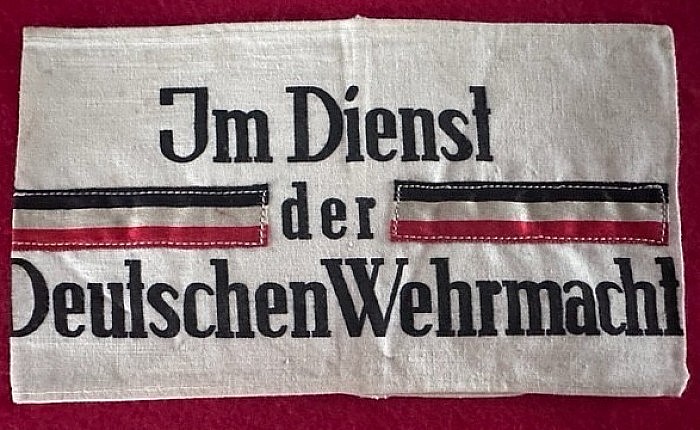 Im Dienst
der
Deutschen Wehrmacht